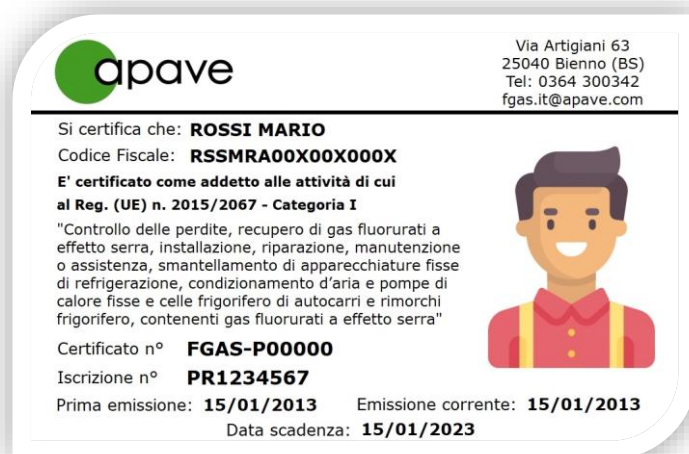 apave
Via Artigiani 63
25040 Bienno (BS)
Tel: 0364 300342
fgas.it@apave.com
Si certifica che: ROSSI MARIO
Codice Fiscale: RSSMRA00X00X000X
E' certificato come addetto alle attività di cui
al Reg. (UE) n. 2015/2067 - Categoria I
"Controllo delle perdite, recupero di gas fluorurati a
effetto serra, installazione, riparazione, manutenzione
o assistenza, smantellamento di apparecchiature fisse
di refrigerazione, condizionamento d'aria e pompe di
calore fisse e celle frigorifero di autocarri e rimorchi
frigorifero, contenenti gas fluorurati a effetto serra"
Certificato n° FGAS-P00000
Iscrizione n° PR1234567
Prima emissione: 15/01/2013 Emissione corrente: 15/01/2013
Data scadenza: 15/01/2023